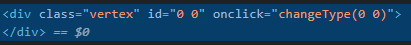 <div class="vertex" id="0 0" onclick="changeType(0 0)">
</div> == $0